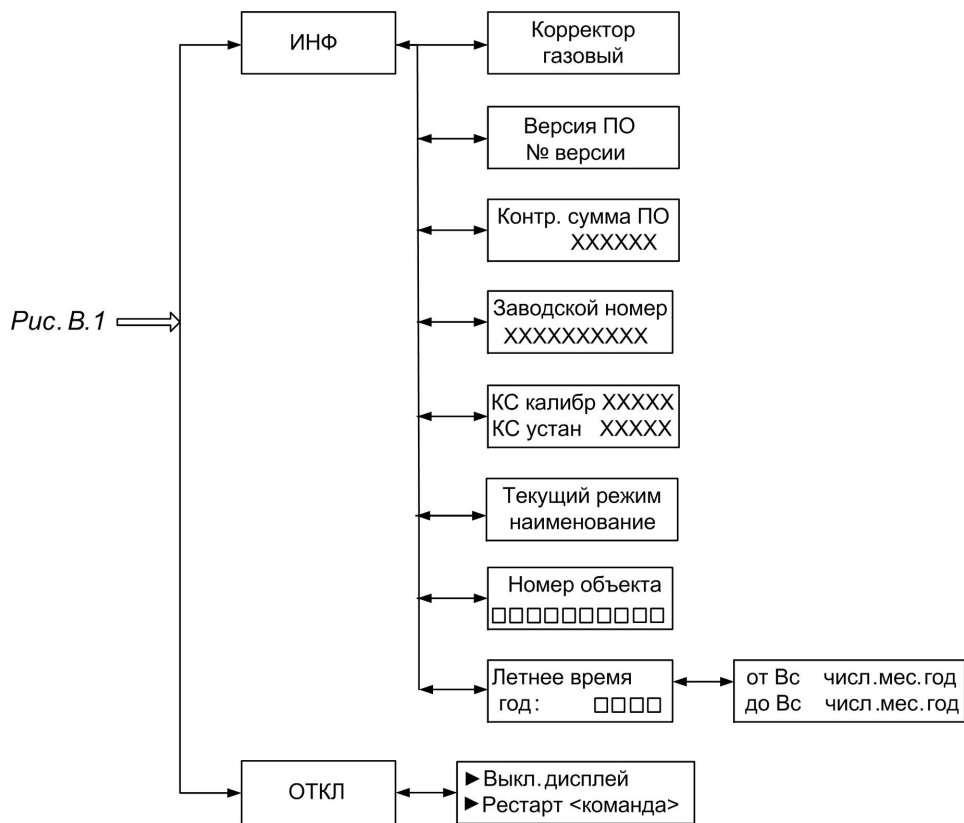 ИНФ
Корректор
газовый
Версия ПО
№ версии
Контр. сумма ПО
XXXXXX
Рис. В.1
Заводской номер
XXXXXXXXXX
КС калибр XXXXX
КС устан XXXXX
Текущий режим
наименование
Номер объекта
□□□□□□□□□□
Летнее время
год: □□□□
от Вс числ.мес.год
до Вс числ.мес.год
ОТКЛ
►Выкл. дисплей
►Рестарт <команда>